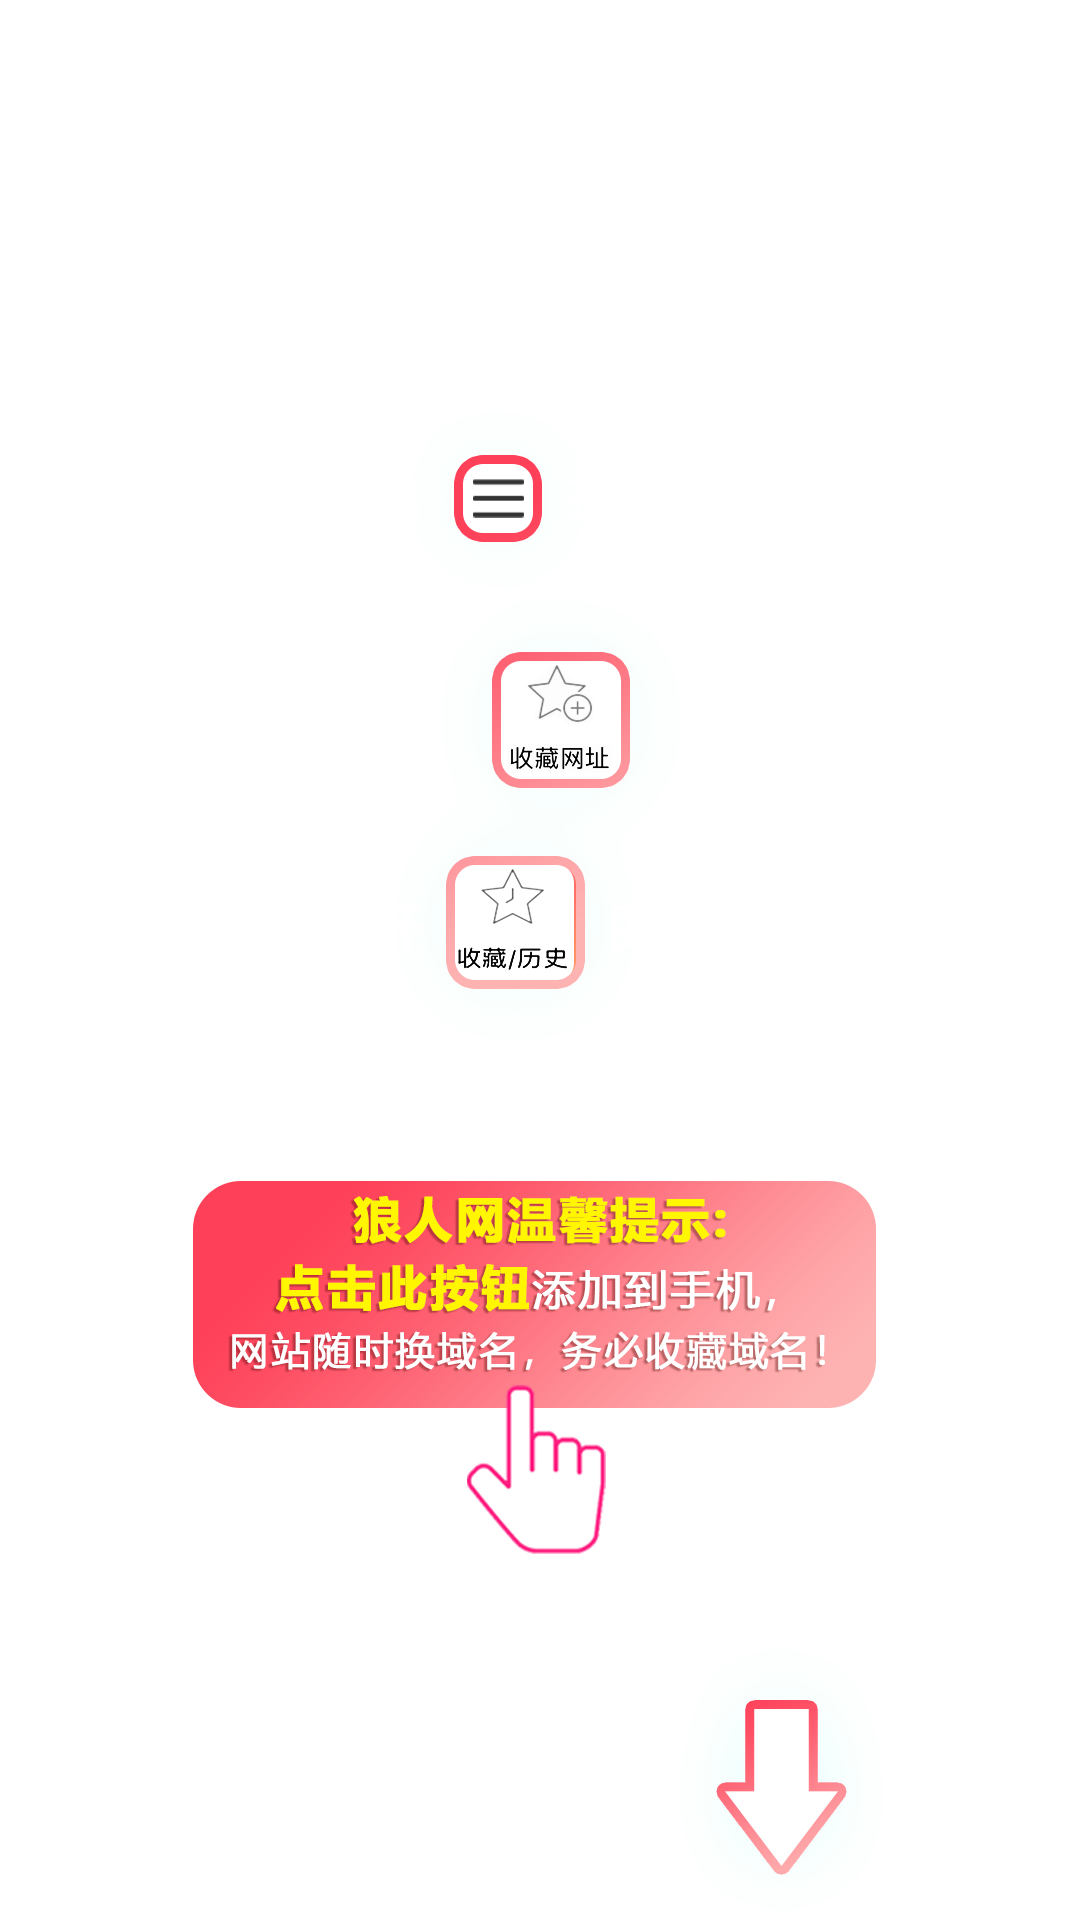 收藏网址
收藏/历史
狼人网温馨提示:
点击此按钮添加到手机，
网站随时换域名，务必收藏域名！